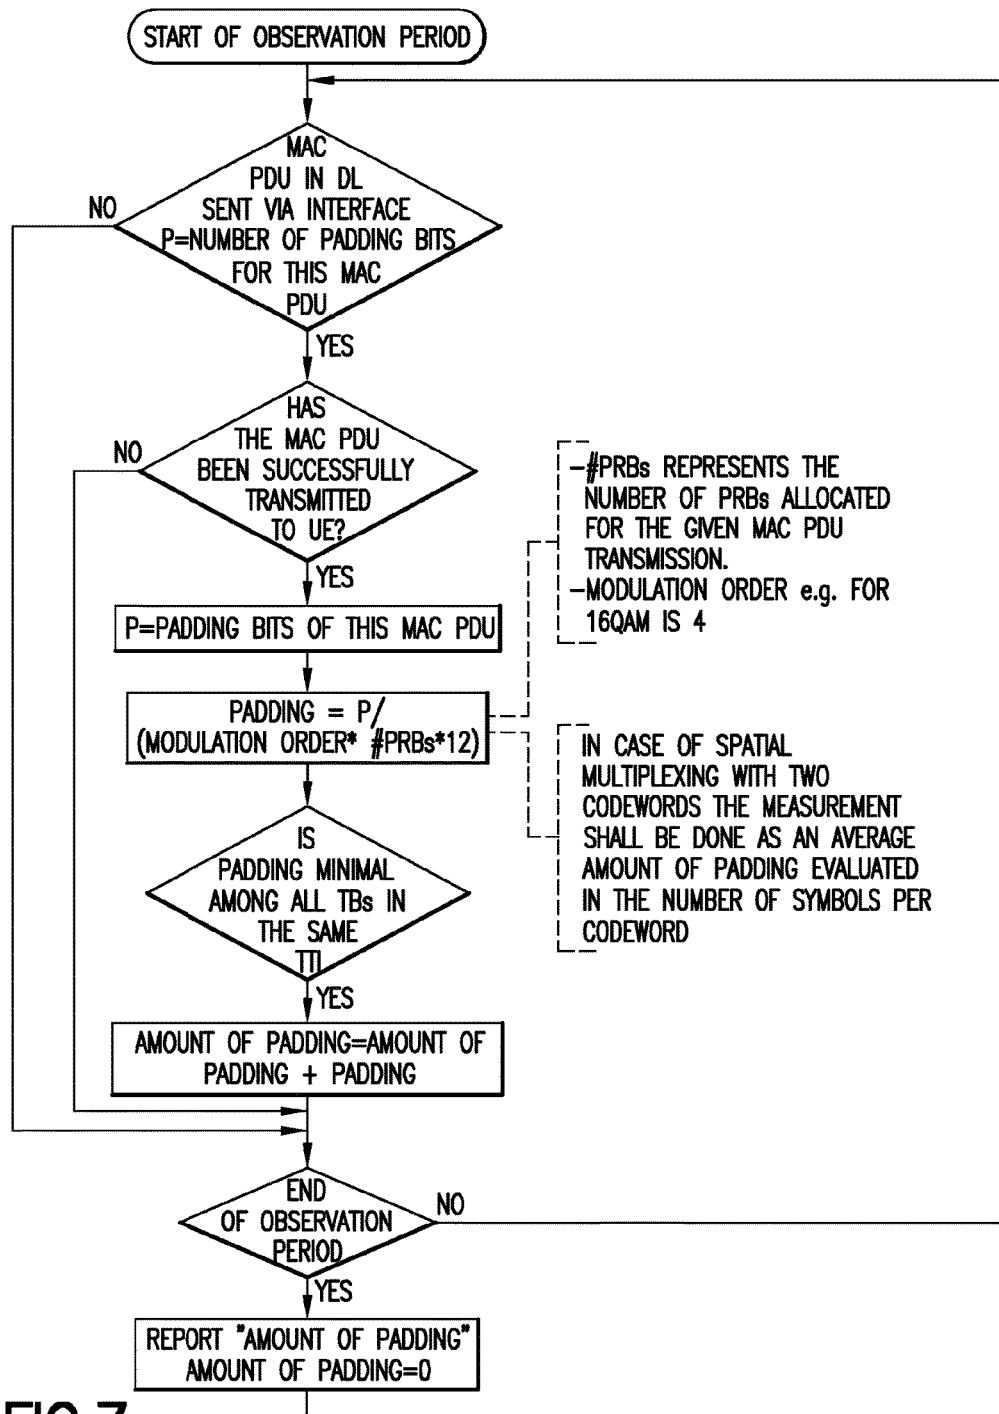 START OF OBSERVATION PERIOD
MAC
PDU IN DL
SENT VIA INTERFACE
P=NUMBER OF PADDING BITS
FOR THIS MAC
PDU
NO
YES
HAS
THE MAC PDU
BEEN SUCCESSFULLY
TRANSMITTED
TO UE?
NO
YES
P=PADDING BITS OF THIS MAC PDU
PADDING = P/
(MODULATION ORDER* #PRBs*12)
-#PRBs REPRESENTS THE
NUMBER OF PRBs ALLOCATED
FOR THE GIVEN MAC PDU
TRANSMISSION.
-MODULATION ORDER e.g. FOR
16QAM IS 4
IN CASE OF SPATIAL
MULTIPLEXING WITH TWO
CODEWORDS THE MEASUREMENT
SHALL BE DONE AS AN AVERAGE
AMOUNT OF PADDING EVALUATED
IN THE NUMBER OF SYMBOLS PER
CODEWORD
IS
PADDING MINIMAL
AMONG ALL TBs IN
THE SAME
TTI
YES
AMOUNT OF PADDING=AMOUNT OF
PADDING + PADDING
END
OF OBSERVATION
PERIOD
NO
YES
REPORT "AMOUNT OF PADDING"
AMOUNT OF PADDING=0
FIG.7